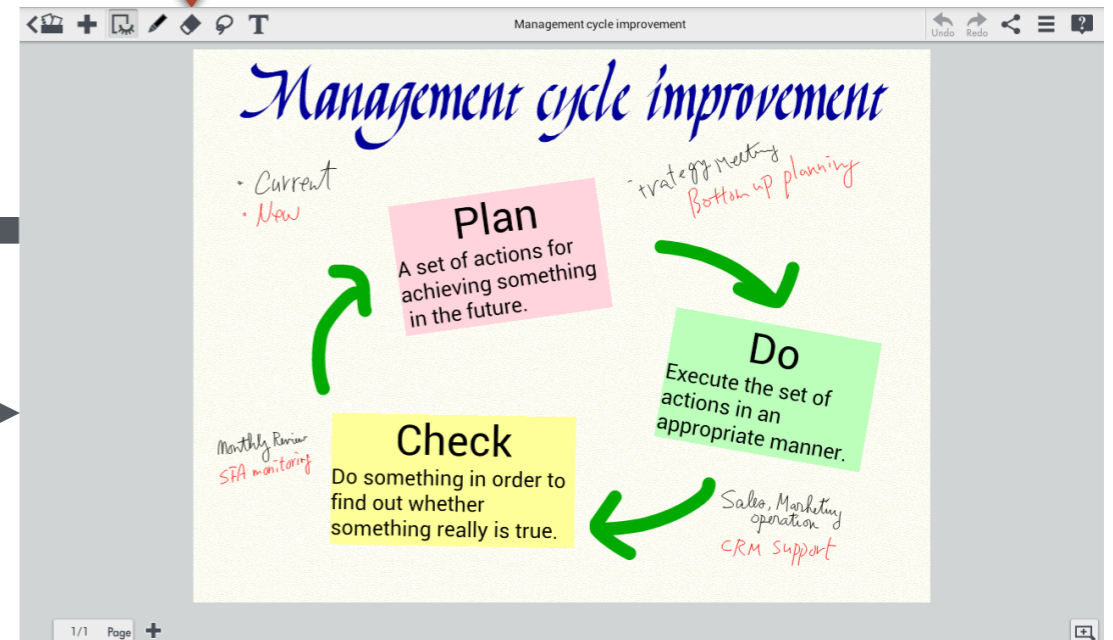 T
Management cycle improvement
Undo
Redo
?
Management cycle improvement
• Current
• New
trategy Meeting
Bottom up planning
Plan
A set of actions for
achieving something
in the future.
Do
Execute the set of
actions in an
appropriate manner.
Monthly Review
SFA monitoring
Check
Do something in order to
find out whether
something really is true.
Sales, Marketing
operation
CRM Support
1/1 Page